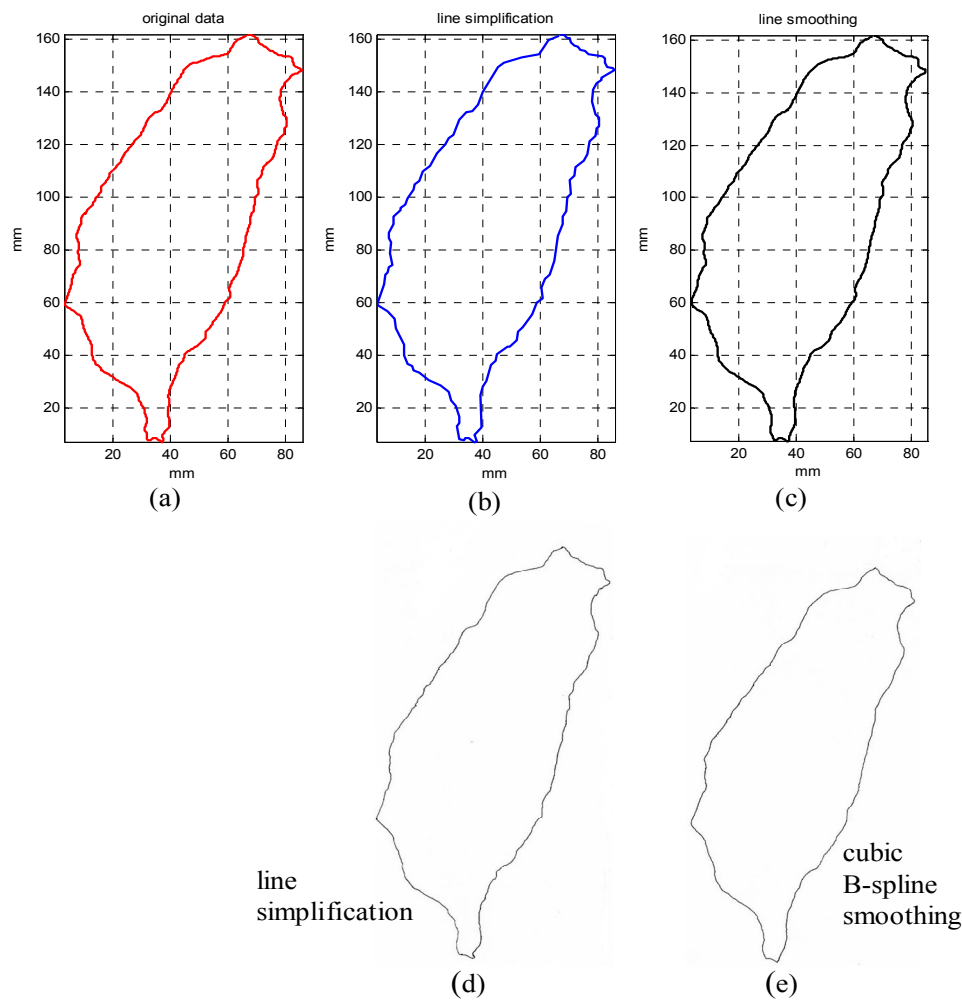 original data
160
140
120
100
80
60
40
20
mm
20 40 60 80
mm
(a)
line simplification
160
140
120
100
80
60
40
20
mm
20 40 60 80
mm
(b)
line smoothing
160
140
120
100
80
60
40
20
mm
20 40 60 80
mm
(c)
line
simplification
(d)
cubic
B-spline
smoothing
(e)